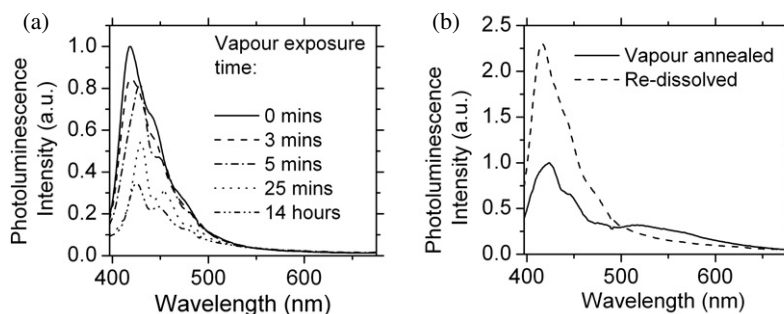 (a)
Photoluminescence
Intensity (a.u.)
1.0
0.8
0.6
0.4
0.2
0.0
Vapour exposure
time:
0 mins
3 mins
5 mins
25 mins
14 hours
400
500
600
Wavelength (nm)
(b)
Photoluminescence
Intensity (a.u.)
2.5
2.0
1.5
1.0
0.5
0.0
Vapour annealed
Re-dissolved
400
500
600
Wavelength (nm)